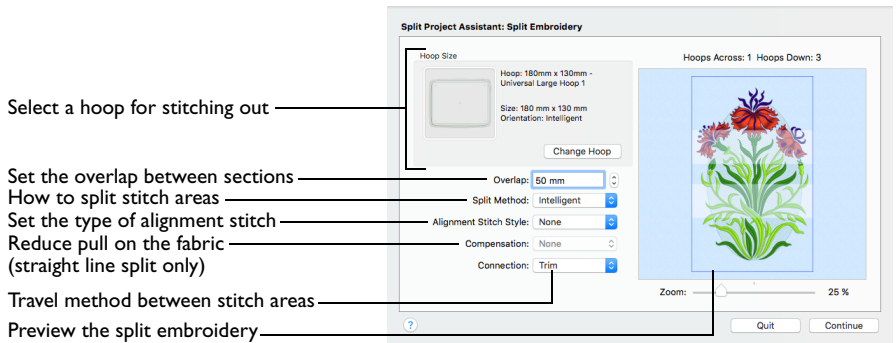 Split Project Assistant: Split Embroidery
Hoop Size
Hoop: 180mm x 130mm -
Universal Large Hoop 1
Size: 180 mm x 130 mm
Orientation: Intelligent
Change Hoop
Hoops Across: 1 Hoops Down: 3
Select a hoop for stitching out
Set the overlap between sections
Overlap: 50 mm
How to split stitch areas
Split Method: Intelligent
Set the type of alignment stitch
Alignment Stitch Style: None
Reduce pull on the fabric
(straight line split only)
Compensation: None
Connection: Trim
Travel method between stitch areas
Zoom: 25 %
Preview the split embroidery
?
Quit
Continue